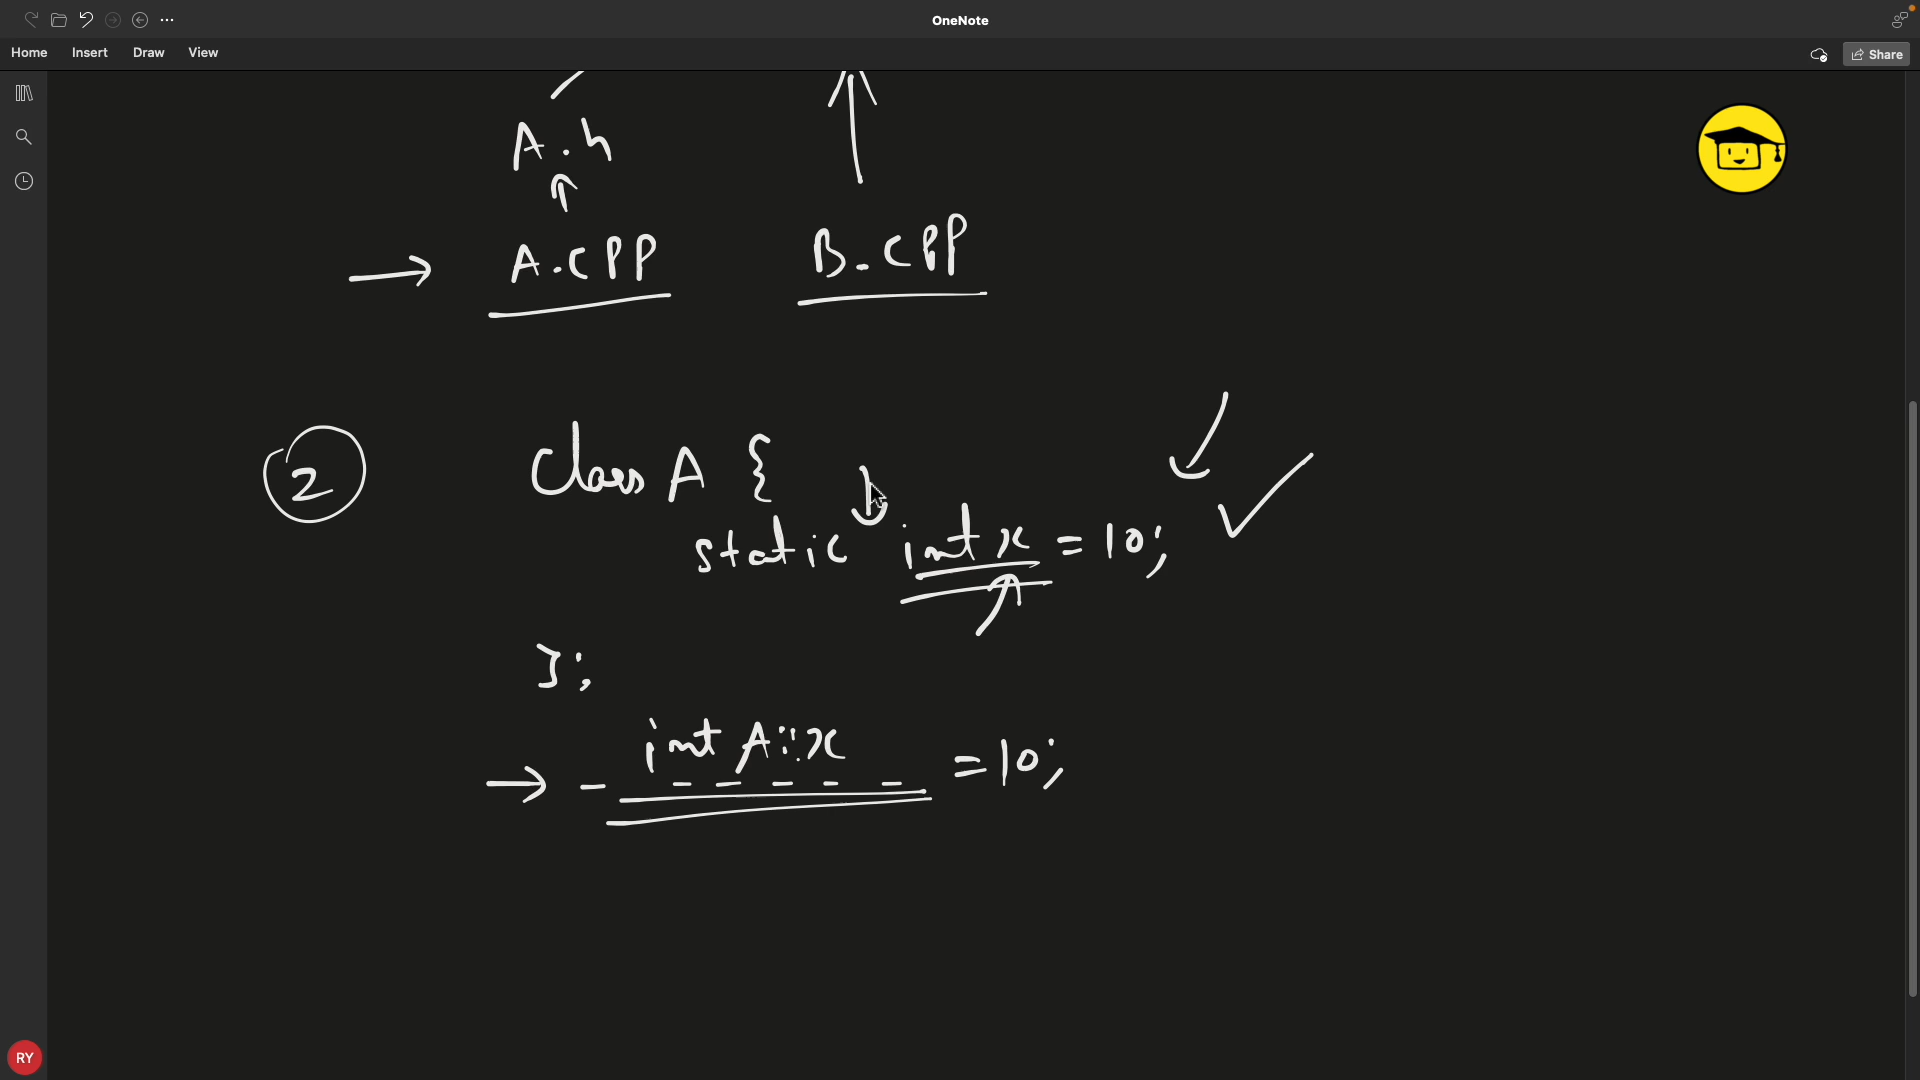 OneNote
Home Insert Draw View
Share
A.h
A.CPP B.CPP
2 class A {
static int x = 10;
};
int A::x = 10;
RY